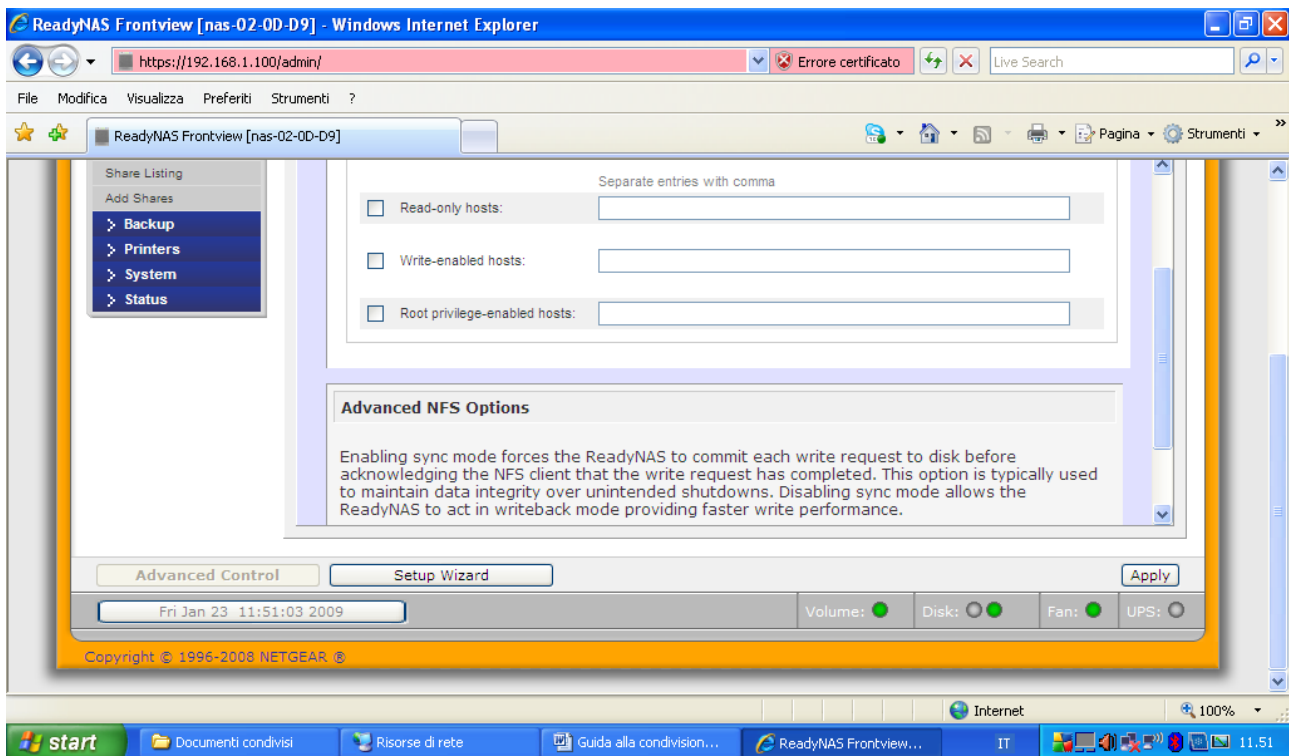 ReadyNAS Frontview [nas-02-0D-D9] - Windows Internet Explorer
https://192.168.1.100/admin/
Errore certificato
Live Search
File Modifica Visualizza Preferiti Strumenti ?
ReadyNAS Frontview [nas-02-0D-D9]
Pagina
Strumenti
»
Share Listing
Add Shares
Backup
Printers
System
Status
Separate entries with comma
Read-only hosts:
Write-enabled hosts:
Root privilege-enabled hosts:
Advanced NFS Options
Enabling sync mode forces the ReadyNAS to commit each write request to disk before
acknowledging the NFS client that the write request has completed. This option is typically used
to maintain data integrity over unintended shutdowns. Disabling sync mode allows the
ReadyNAS to act in writeback mode providing faster write performance.
Advanced Control
Setup Wizard
Apply
Fri Jan 23 11:51:03 2009
Volume:
Disk:
Fan:
UPS:
Copyright © 1996-2008 NETGEAR ®
Internet
100%
start
Documenti condivisi
Risorse di rete
Guida alla condivision...
ReadyNAS Frontview...
IT
11.51